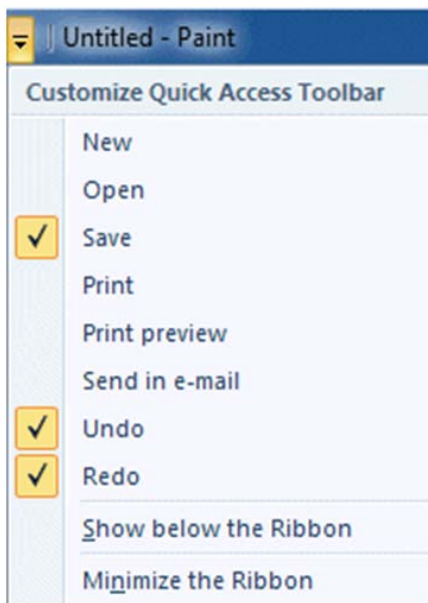 Untitled - Paint
Customize Quick Access Toolbar
New
Open
Save
Print
Print preview
Send in e-mail
Undo
Redo
Show below the Ribbon
Minimize the Ribbon